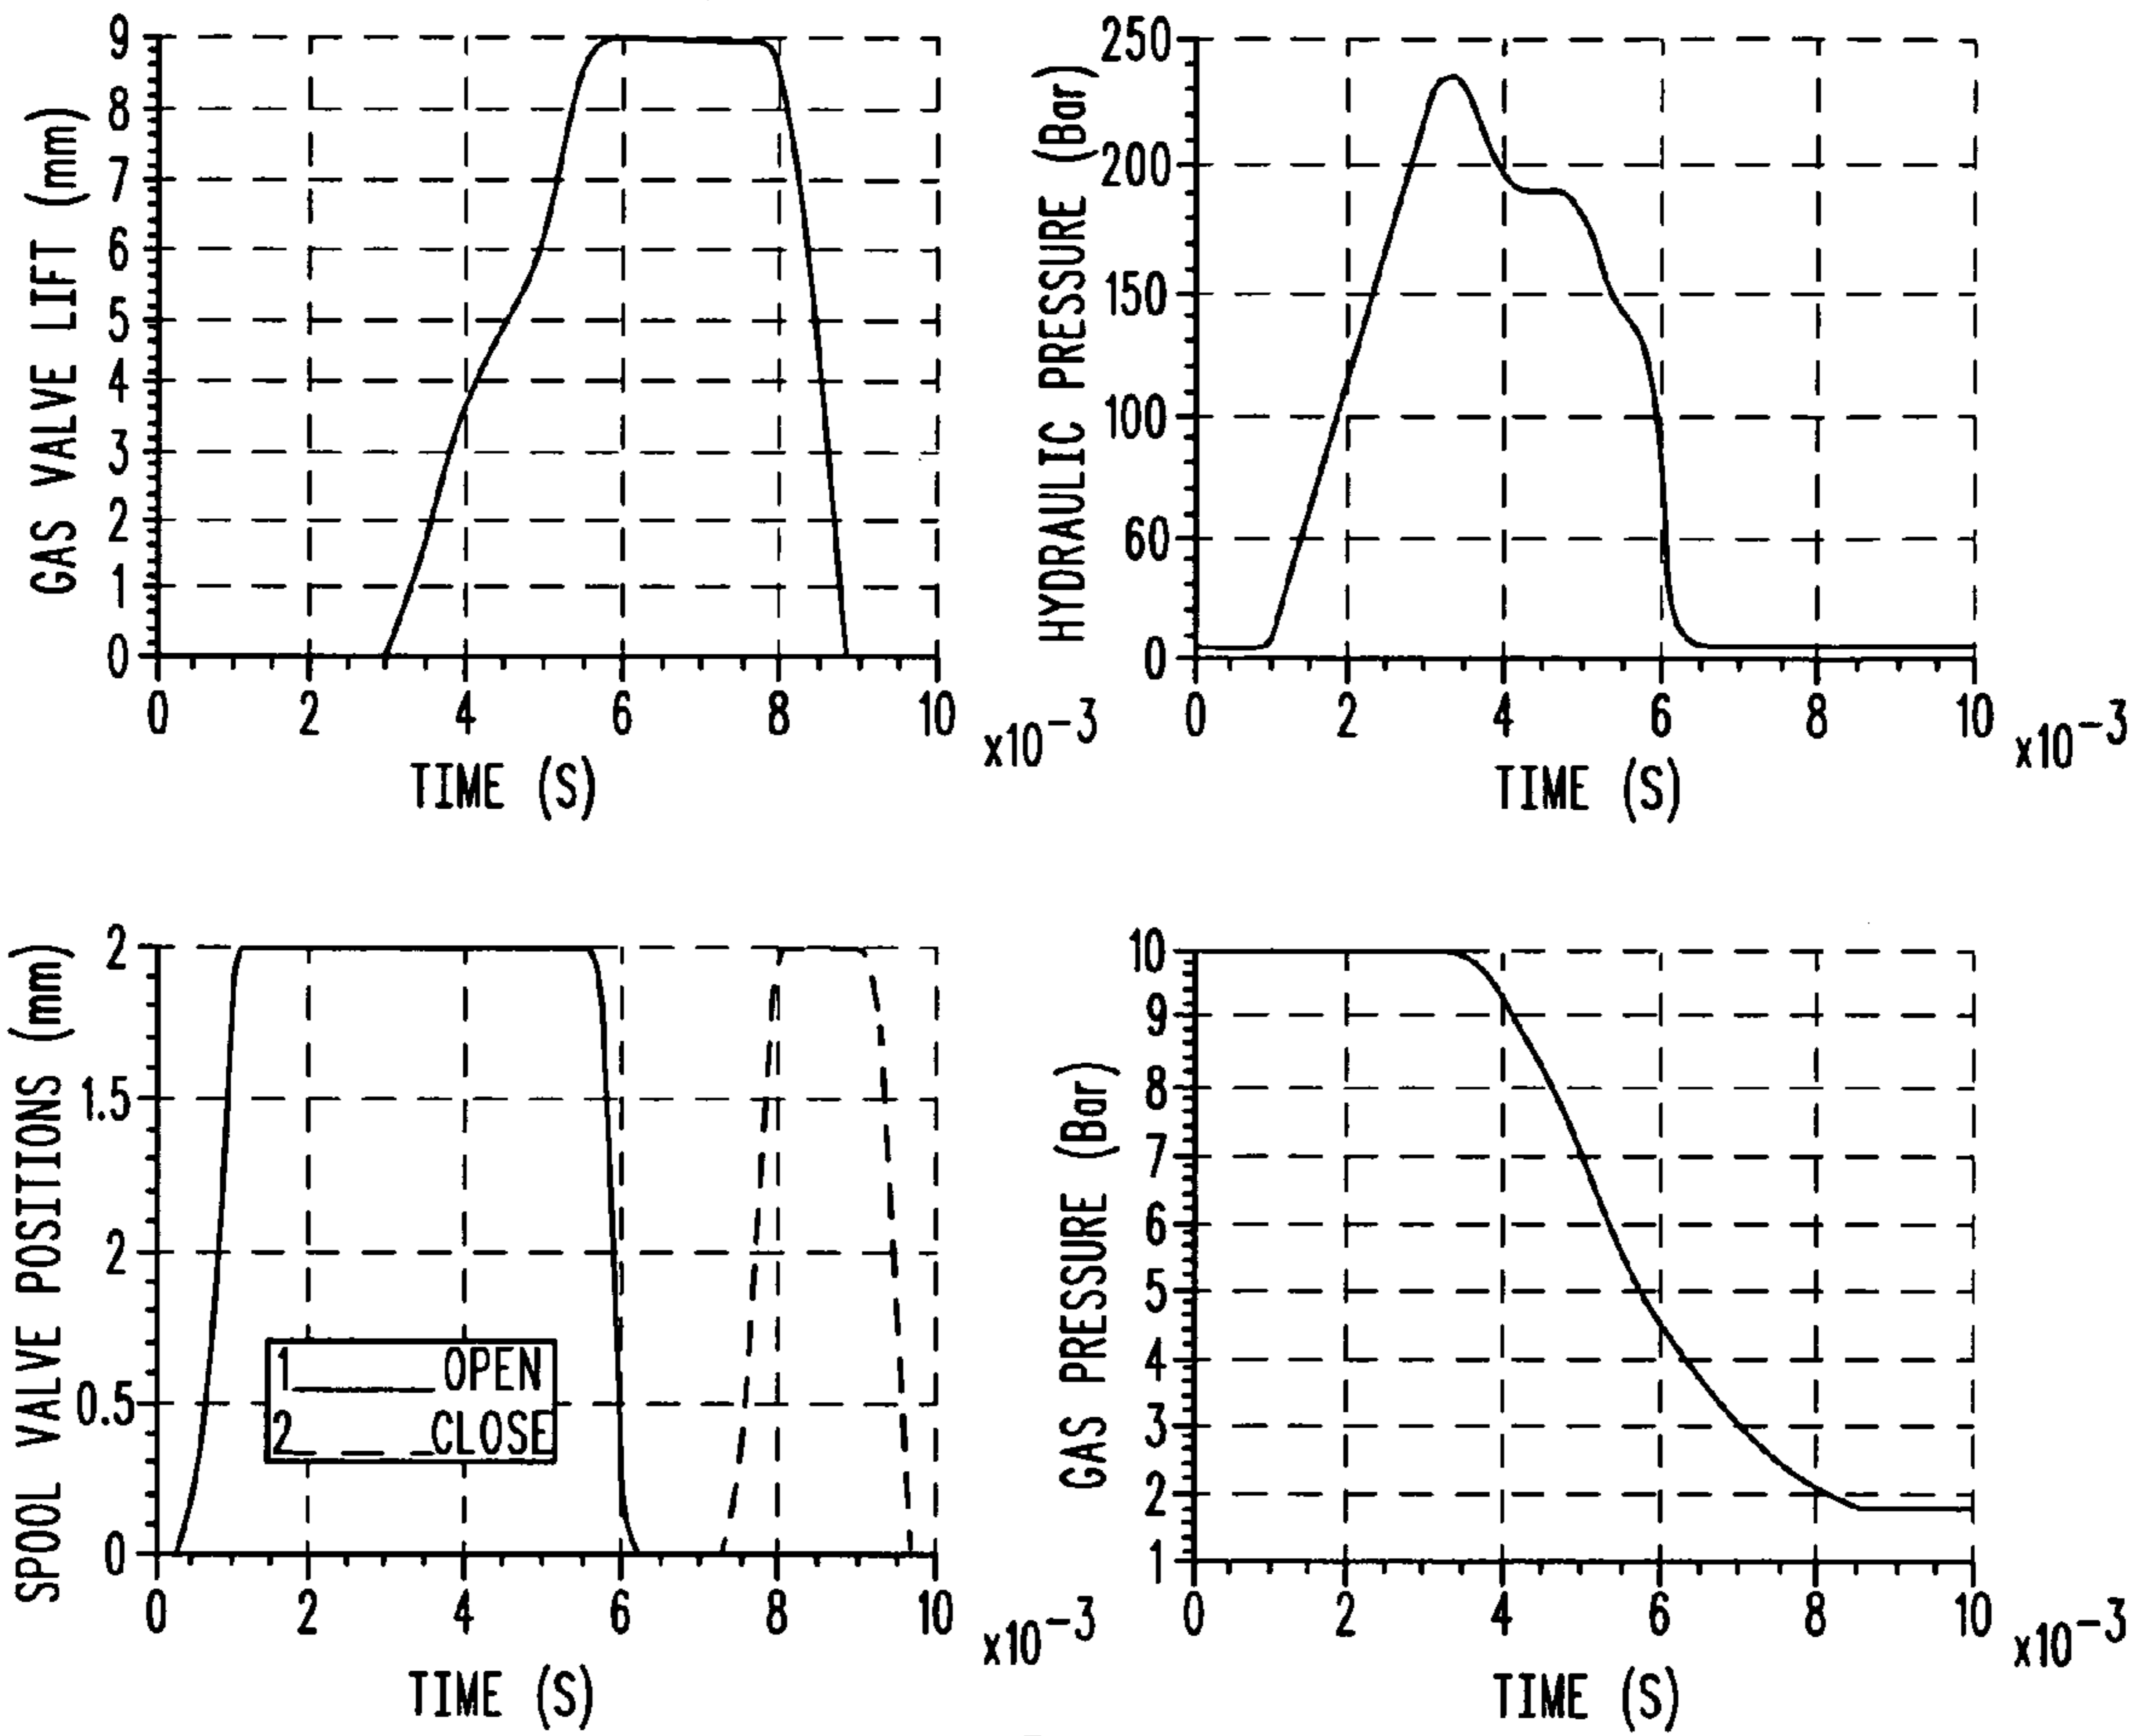 GAS VALVE LIFT (mm)
9
8
7
6
5
4
3
2
1
0
0 2 4 6 8 10 x10-3
TIME (S)
HYDRAULIC PRESSURE (Bar)
250
200
150
100
60
0
0 2 4 6 8 10 x10-3
TIME (S)
SPOOL VALVE POSITIONS (mm)
2
1.5
2
0.5
0
1 OPEN
2 CLOSE
0 2 4 6 8 10 x10-3
TIME (S)
GAS PRESSURE (Bar)
10
9
8
7
6
5
4
3
2
1
0 2 4 6 8 10 x10-3
TIME (S)